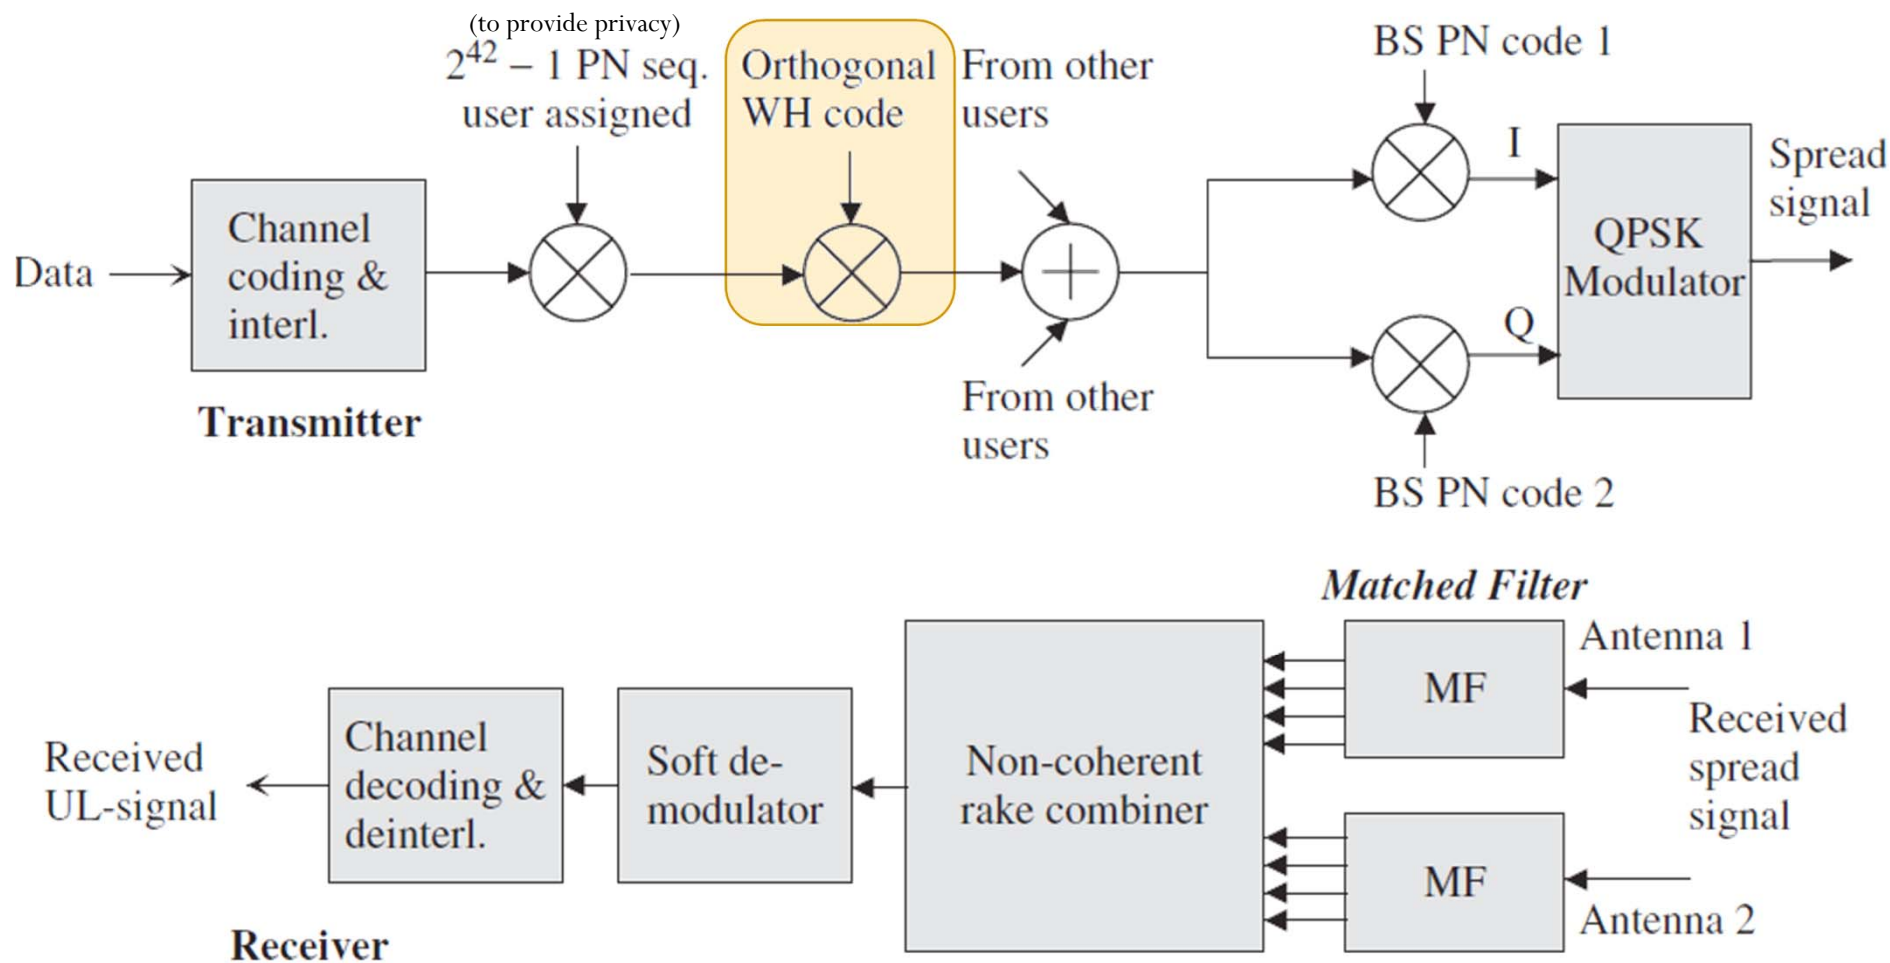 (to provide privacy)
2^42 – 1 PN seq.
user assigned
Orthogonal
WH code
From other
users
BS PN code 1
I
Spread
signal
Data
Channel
coding &
interl.
QPSK
Modulator
Q
From other
users
Transmitter
BS PN code 2
Matched Filter
Antenna 1
MF
Received
spread
signal
Received
UL-signal
Channel
decoding &
deinterl.
Soft de-
modulator
Non-coherent
rake combiner
MF
Antenna 2
Receiver